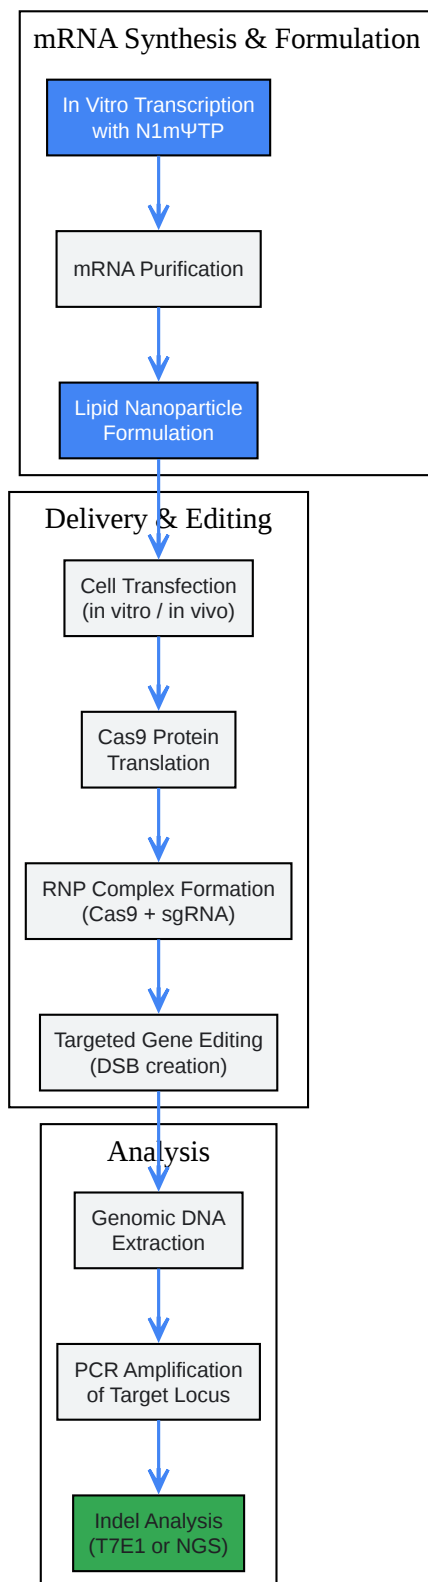 mRNA Synthesis & Formulation
In Vitro Transcription
with N1mΨTP
mRNA Purification
Lipid Nanoparticle
Formulation
Delivery & Editing
Cell Transfection
(in vitro / in vivo)
Cas9 Protein
Translation
RNP Complex Formation
(Cas9 + sgRNA)
Targeted Gene Editing
(DSB creation)
Analysis
Genomic DNA
Extraction
PCR Amplification
of Target Locus
Indel Analysis
(T7E1 or NGS)